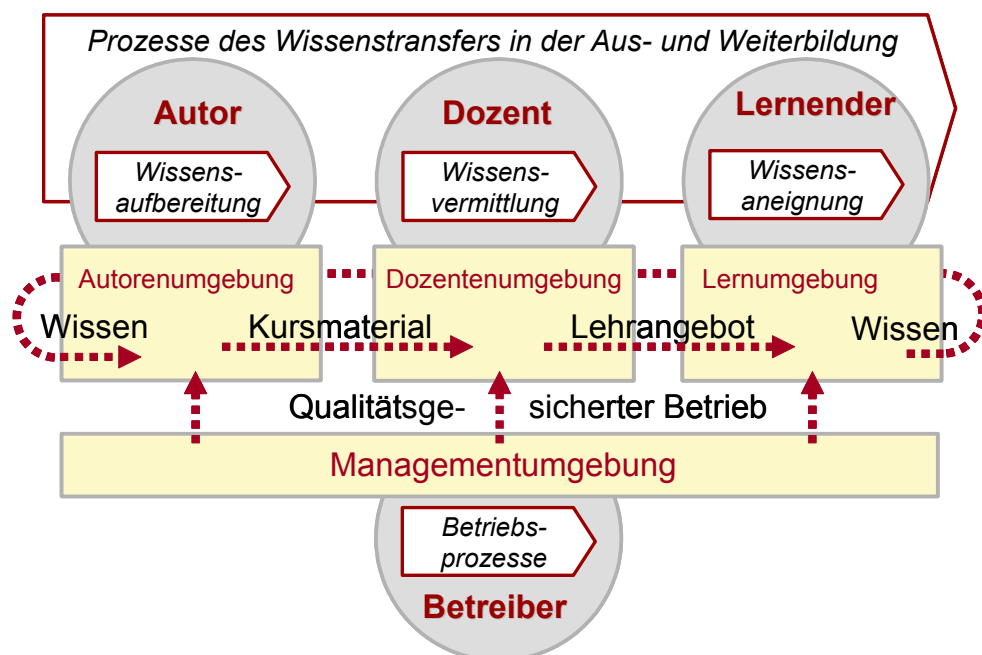 Prozesse des Wissenstransfers in der Aus- und Weiterbildung
Autor
Wissens-
aufbereitung
Dozent
Wissens-
vermittlung
Lernender
Wissens-
aneignung
Autorenumgebung
Dozentenumgebung
Lernumgebung
Wissen
Kursmaterial
Lehrangebot
Wissen
Qualitätsge-
sicherter Betrieb
Managementumgebung
Betriebs-
prozesse
Betreiber